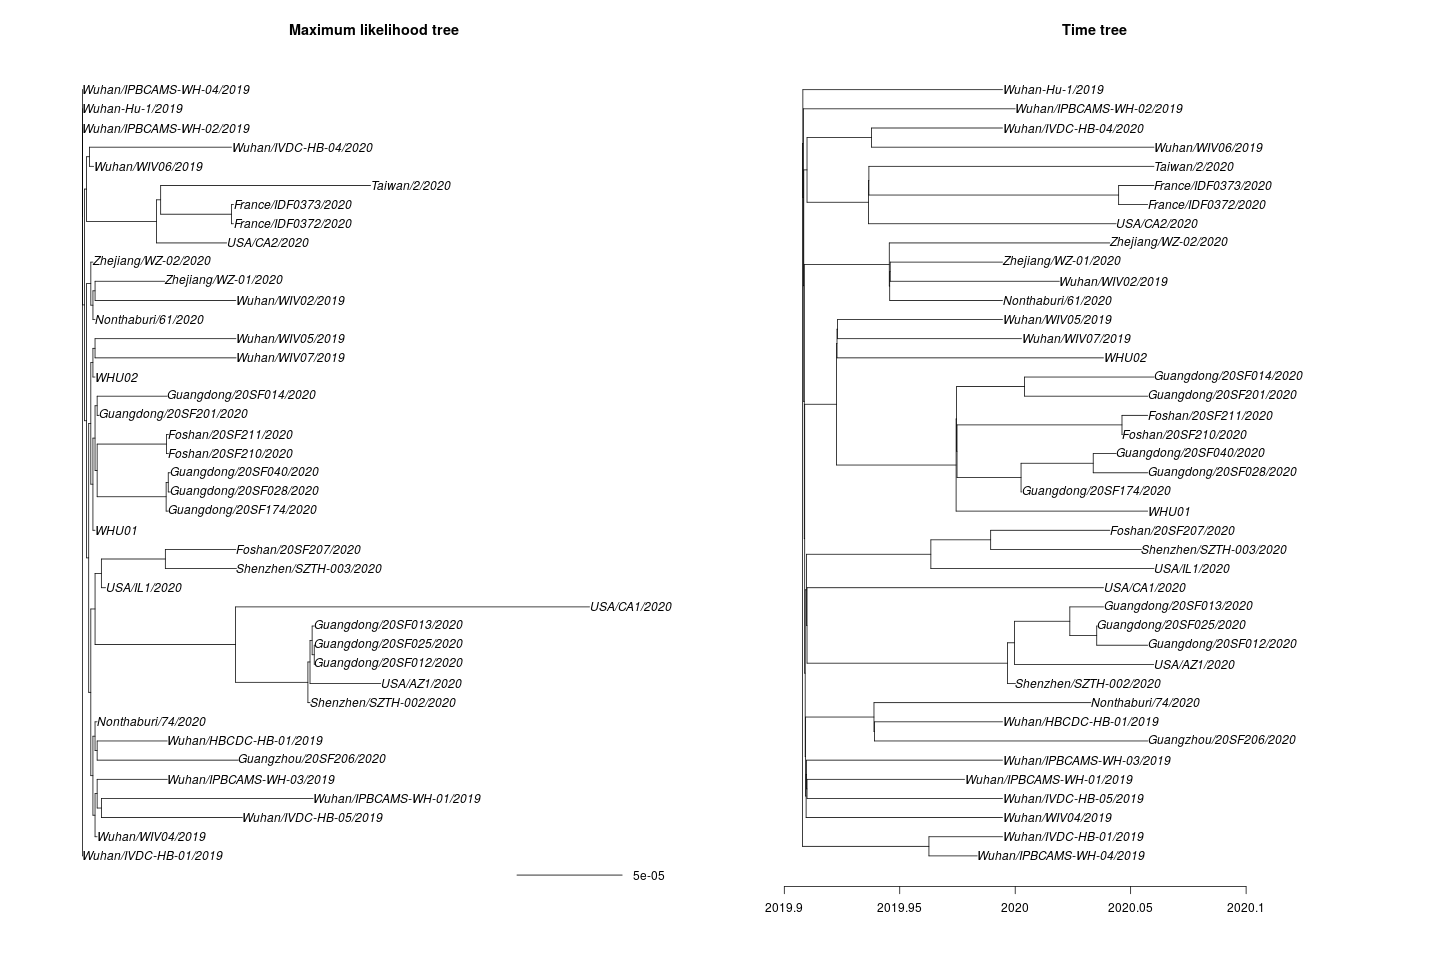 Maximum likelihood tree
Wuhan/IPBCAMS-WH-04/2019
Wuhan-Hu-1/2019
Wuhan/IPBCAMS-WH-02/2019
Wuhan/IVDC-HB-04/2020
Wuhan/WIV06/2019
Taiwan/2/2020
France/IDF0373/2020
France/IDF0372/2020
USA/CA2/2020
Zhejiang/WZ-02/2020
Zhejiang/WZ-01/2020
Wuhan/WIV02/2019
Nonthaburi/61/2020
Wuhan/WIV05/2019
Wuhan/WIV07/2019
WHU02
Guangdong/20SF014/2020
Guangdong/20SF201/2020
Foshan/20SF211/2020
Foshan/20SF210/2020
Guangdong/20SF040/2020
Guangdong/20SF028/2020
Guangdong/20SF174/2020
WHU01
Foshan/20SF207/2020
Shenzhen/SZTH-003/2020
USA/IL1/2020
USA/CA1/2020
Guangdong/20SF013/2020
Guangdong/20SF025/2020
Guangdong/20SF012/2020
USA/AZ1/2020
Shenzhen/SZTH-002/2020
Nonthaburi/74/2020
Wuhan/HBCDC-HB-01/2019
Guangzhou/20SF206/2020
Wuhan/IPBCAMS-WH-03/2019
Wuhan/IPBCAMS-WH-01/2019
Wuhan/IVDC-HB-05/2019
Wuhan/WIV04/2019
Wuhan/IVDC-HB-01/2019
5e-05
Time tree
Wuhan-Hu-1/2019
Wuhan/IPBCAMS-WH-02/2019
Wuhan/IVDC-HB-04/2020
Wuhan/WIV06/2019
Taiwan/2/2020
France/IDF0373/2020
France/IDF0372/2020
USA/CA2/2020
Zhejiang/WZ-02/2020
Zhejiang/WZ-01/2020
Wuhan/WIV02/2019
Nonthaburi/61/2020
Wuhan/WIV05/2019
Wuhan/WIV07/2019
WHU02
Guangdong/20SF014/2020
Guangdong/20SF201/2020
Foshan/20SF211/2020
Foshan/20SF210/2020
Guangdong/20SF040/2020
Guangdong/20SF028/2020
Guangdong/20SF174/2020
WHU01
Foshan/20SF207/2020
Shenzhen/SZTH-003/2020
USA/IL1/2020
USA/CA1/2020
Guangdong/20SF013/2020
Guangdong/20SF025/2020
Guangdong/20SF012/2020
USA/AZ1/2020
Shenzhen/SZTH-002/2020
Nonthaburi/74/2020
Wuhan/HBCDC-HB-01/2019
Guangzhou/20SF206/2020
Wuhan/IPBCAMS-WH-03/2019
Wuhan/IPBCAMS-WH-01/2019
Wuhan/IVDC-HB-05/2019
Wuhan/WIV04/2019
Wuhan/IVDC-HB-01/2019
Wuhan/IPBCAMS-WH-04/2019
2019.9 2019.95 2020 2020.05 2020.1